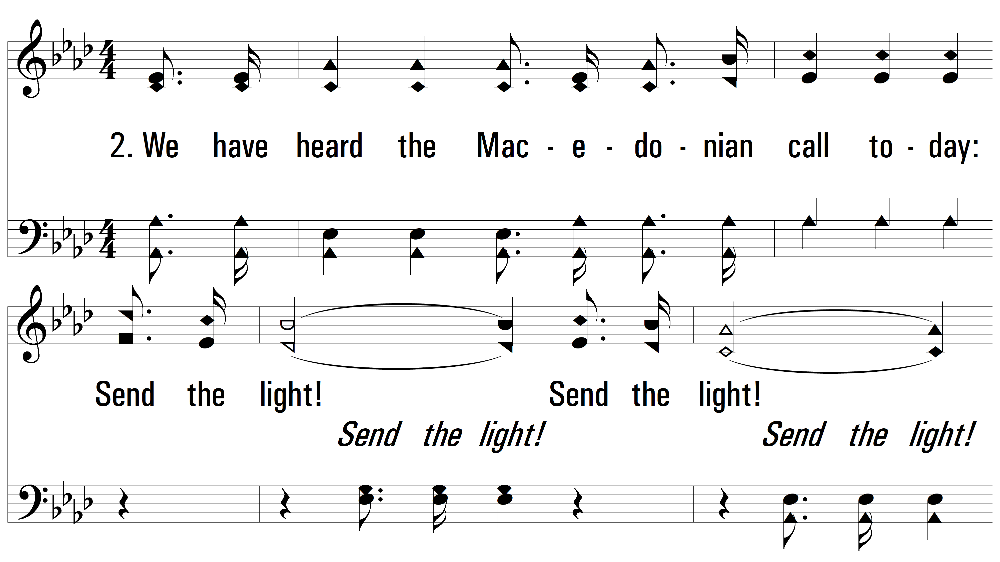 2. We have heard the Mac - e - do - nian call to - day:
Send the light! Send the light!
Send the light! Send the light!